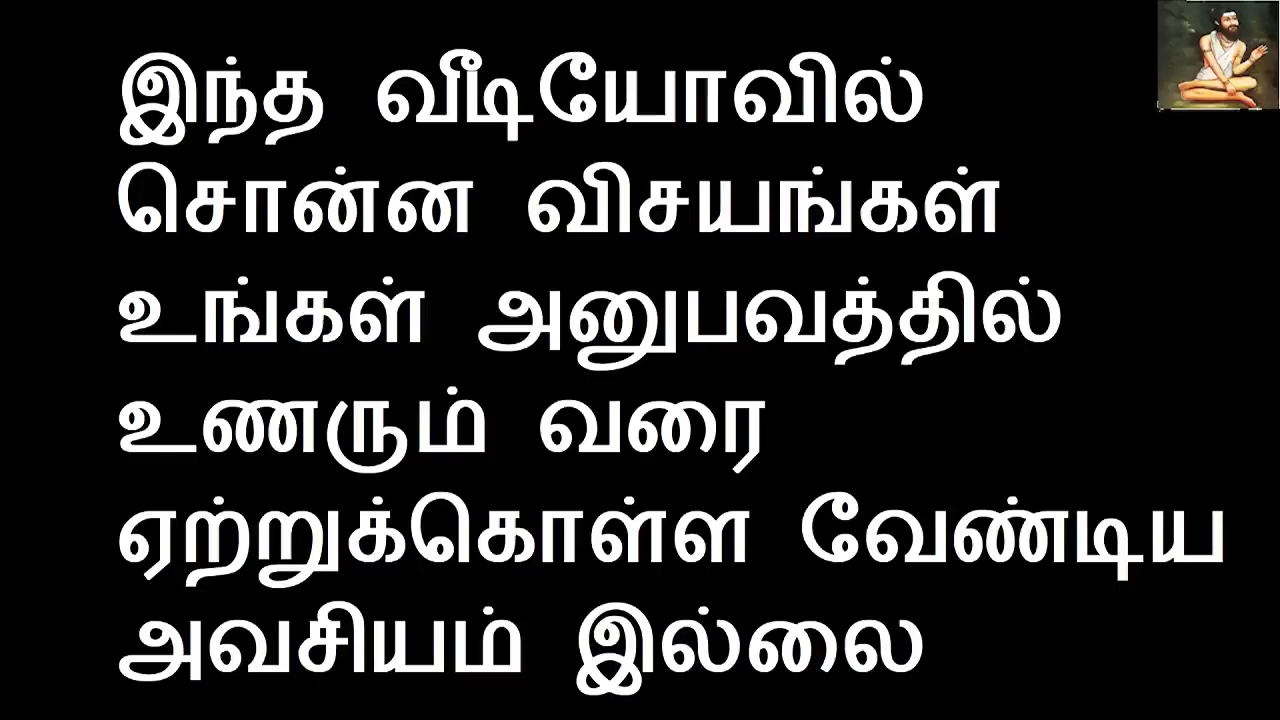 இந்த வீடியோவில்
சொன்ன விசயங்கள்
உங்கள் அனுபவத்தில்
உணரும் வரை
ஏற்றுக்கொள்ள வேண்டிய
அவசியம் இல்லை